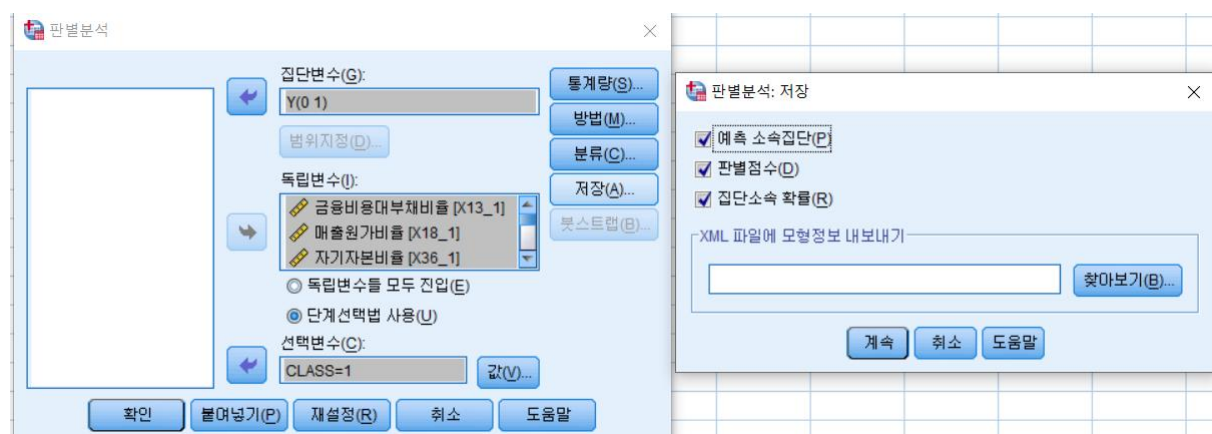 판별분석
집단변수(G):
Y(0 1)
범위지정(D)...
독립변수(I):
금융비용대부채비율 [X13_1]
매출원가비율 [X18_1]
자기자본비율 [X36_1]
독립변수들 모두 진입(E)
단계선택법 사용(U)
선택변수(C):
CLASS=1
값(V)...
통계량(S)...
방법(M)...
분류(C)...
저장(A)...
붓스트랩(B)...
확인
붙여넣기(P)
재설정(R)
취소
도움말
판별분석: 저장
예측 소속집단(P)
판별점수(D)
집단소속 확률(R)
XML 파일에 모형정보 내보내기
찾아보기(B)...
계속
취소
도움말